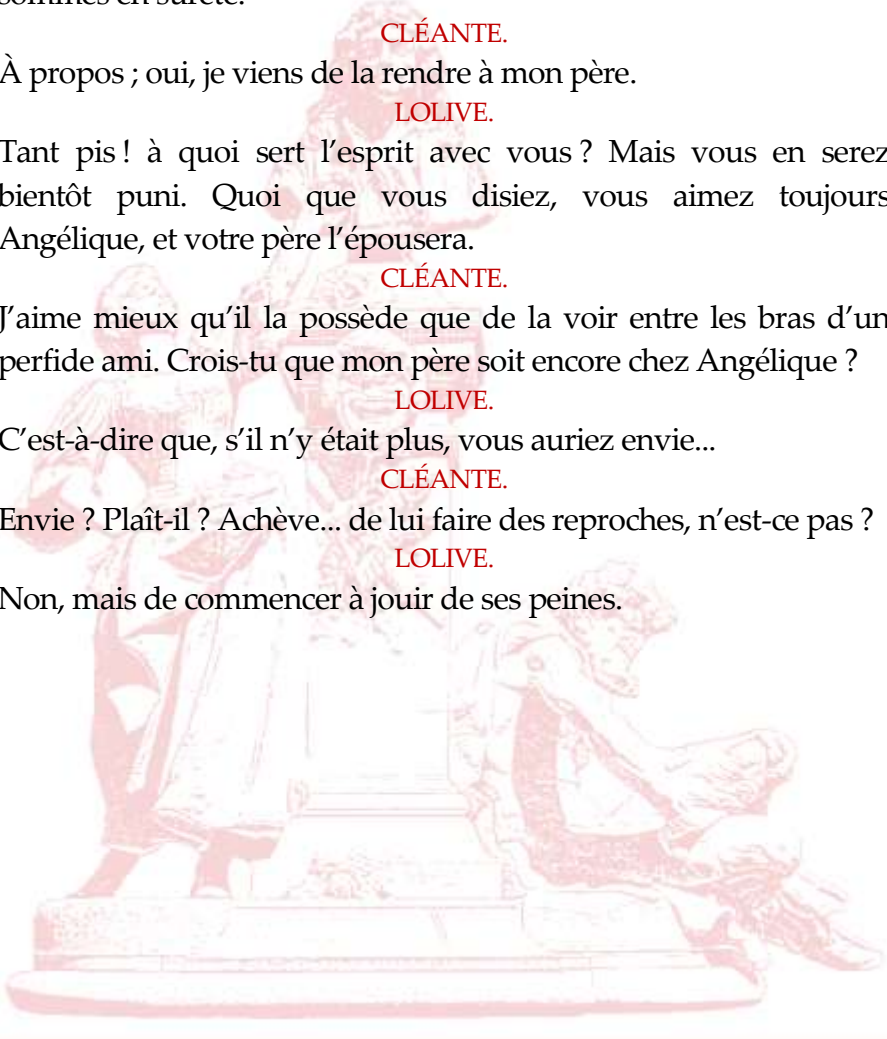 sommes en sûreté.
CLÉANTE.
À propos ; oui, je viens de la rendre à mon père.
LOLIVE.
Tant pis ! à quoi sert l’esprit avec vous ? Mais vous en serez
bientôt puni. Quoi que vous disiez, vous aimez toujours
Angélique, et votre père l’épousera.
CLÉANTE.
J’aime mieux qu’il la possède que de la voir entre les bras d’un
perfide ami. Crois-tu que mon père soit encore chez Angélique ?
LOLIVE.
C’est-à-dire que, s’il n’y était plus, vous auriez envie...
CLÉANTE.
Envie ? Plaît-il ? Achève... de lui faire des reproches, n’est-ce pas ?
LOLIVE.
Non, mais de commencer à jouir de ses peines.